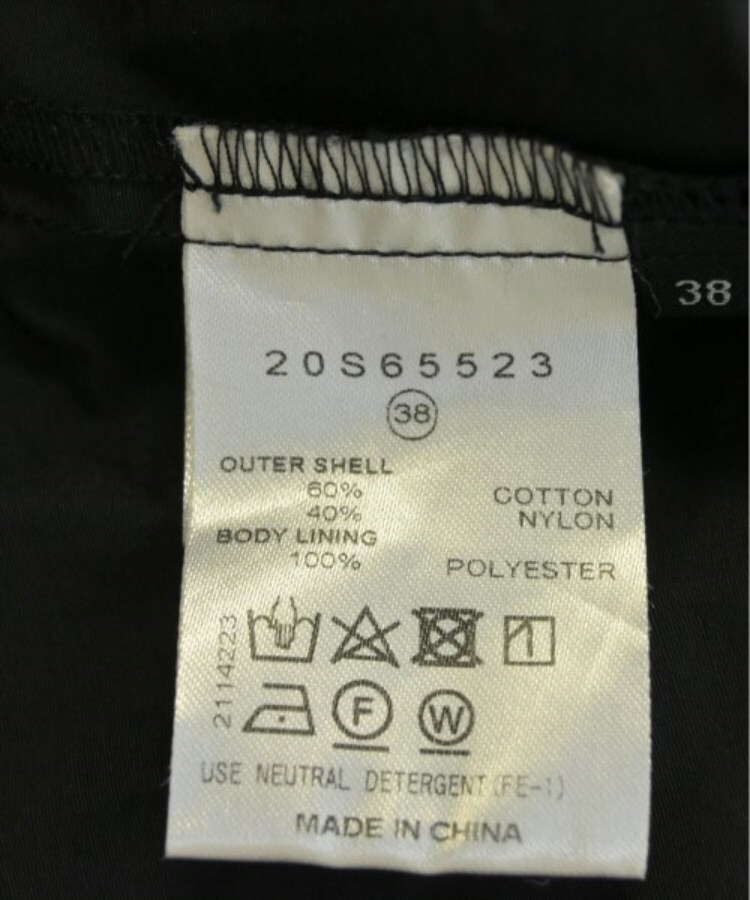 38
20S65523
38
OUTER SHELL
60% COTTON
40% NYLON
BODY LINING
100% POLYESTER
2114223
F W
USE NEUTRAL DETERGENT (FE-1)
MADE IN CHINA